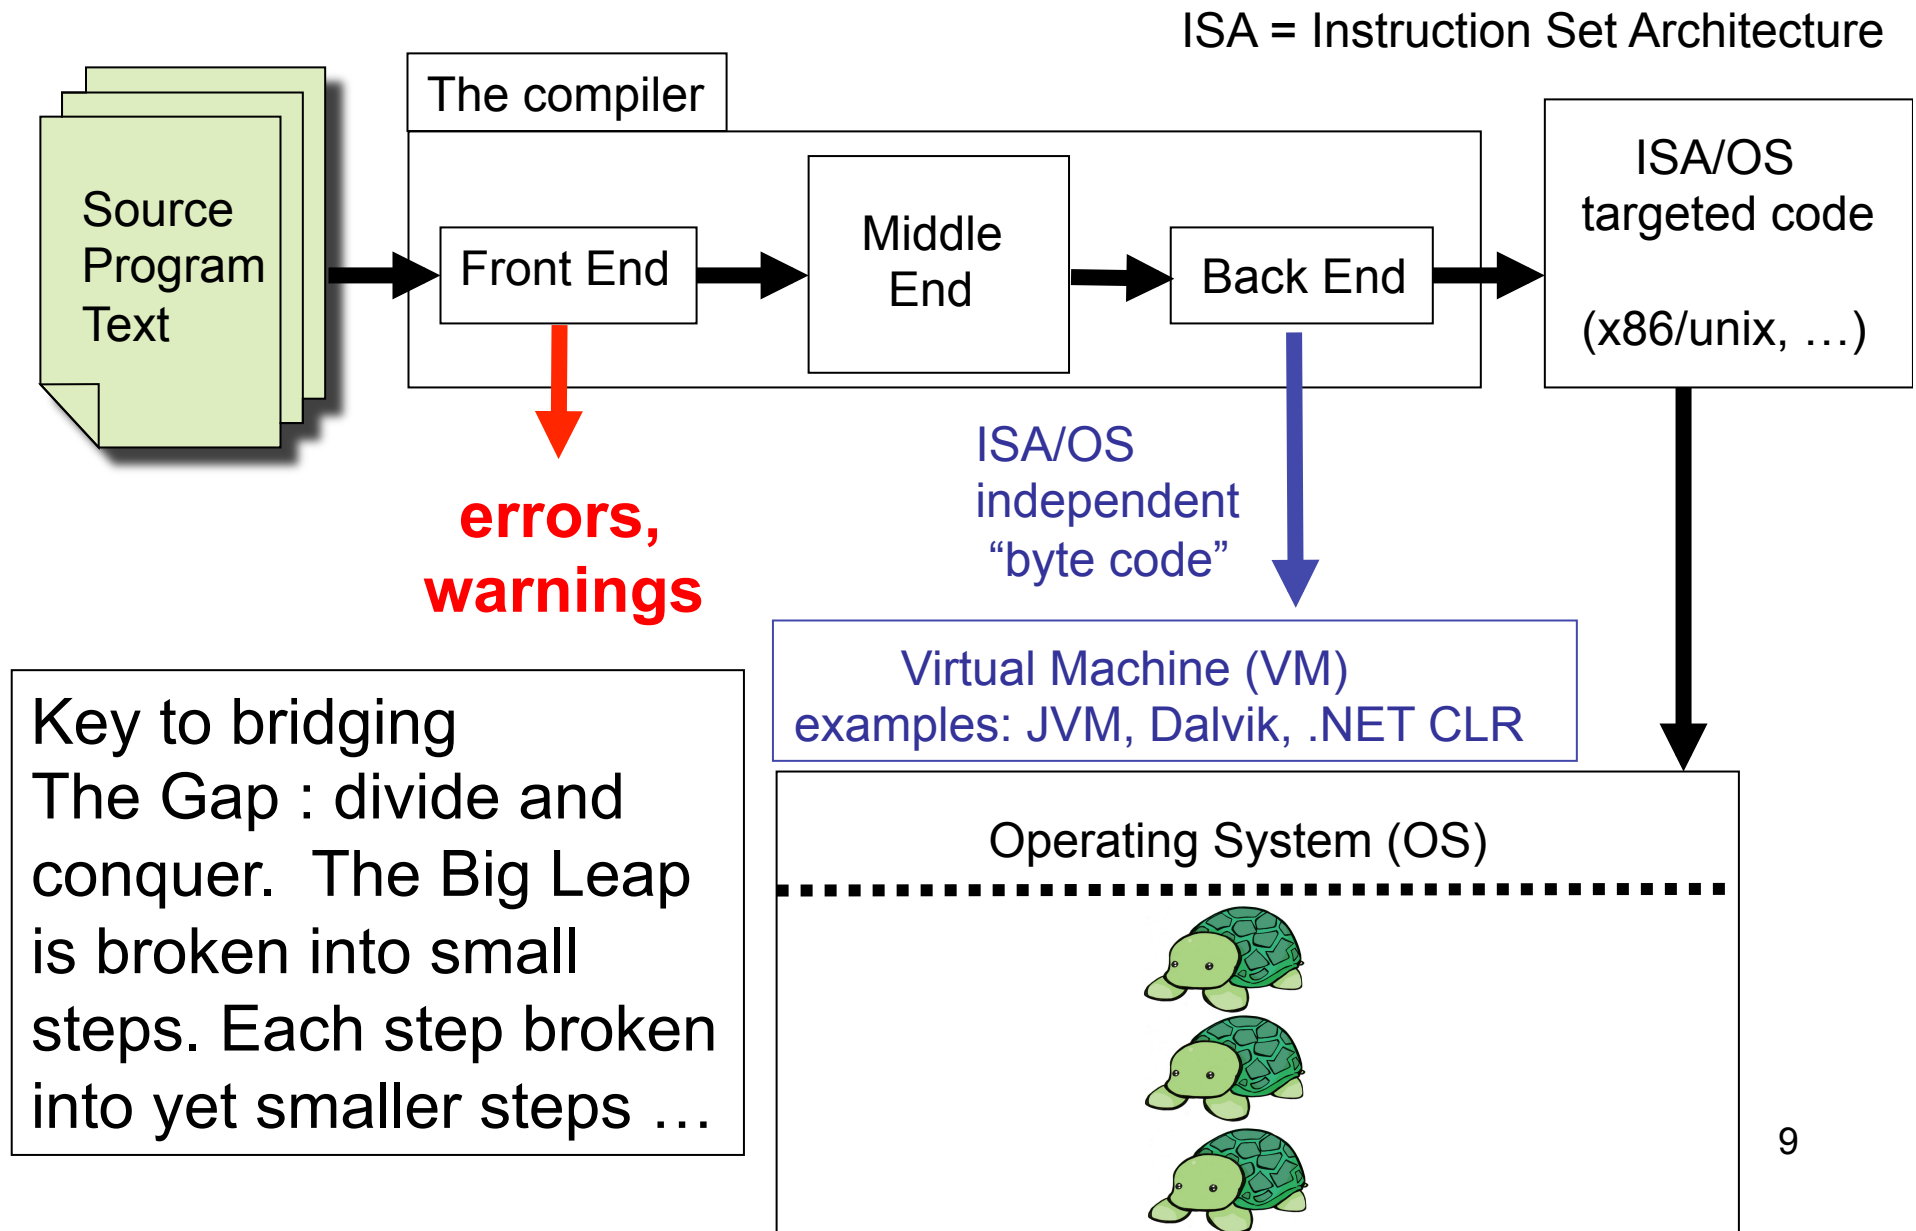 ISA = Instruction Set Architecture
The compiler
Source
Program
Text
Front End
Middle
End
Back End
ISA/OS
targeted code
(x86/unix, …)
errors,
warnings
ISA/OS
independent
“byte code”
Virtual Machine (VM)
examples: JVM, Dalvik, .NET CLR
Key to bridging
The Gap : divide and
conquer.  The Big Leap
is broken into small
steps. Each step broken
into yet smaller steps …
Operating System (OS)
9